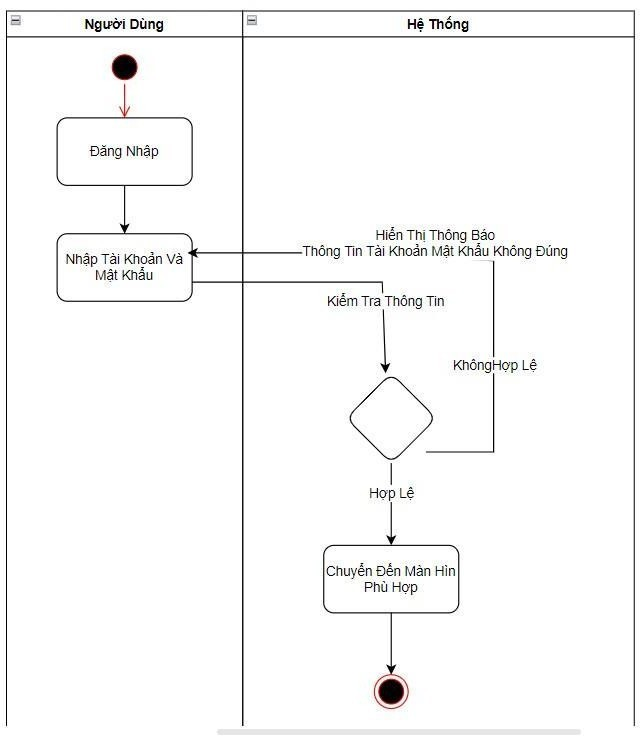 Người Dùng
Hệ Thống
Đăng Nhập
Nhập Tài Khoản Và
Mật Khẩu
Hiển Thị Thông Báo
Thông Tin Tài Khoản Mật Khẩu Không Đúng
Kiểm Tra Thông Tin
KhôngHợp Lệ
Hợp Lệ
Chuyển Đến Màn Hìn
Phù Hợp